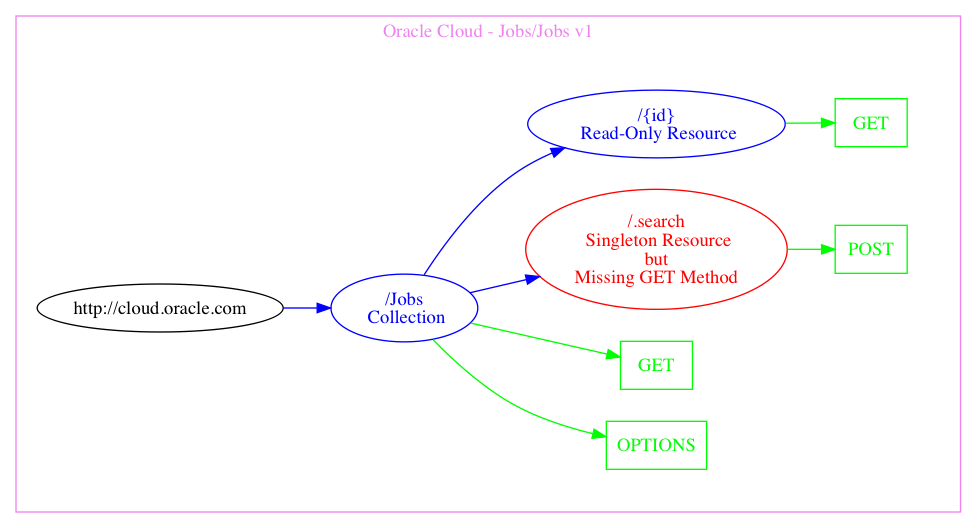 Oracle Cloud - Jobs/Jobs v1
/{id}
Read-Only Resource
GET
/.search
Singleton Resource
but
Missing GET Method
POST
http://cloud.oracle.com
/Jobs
Collection
GET
OPTIONS